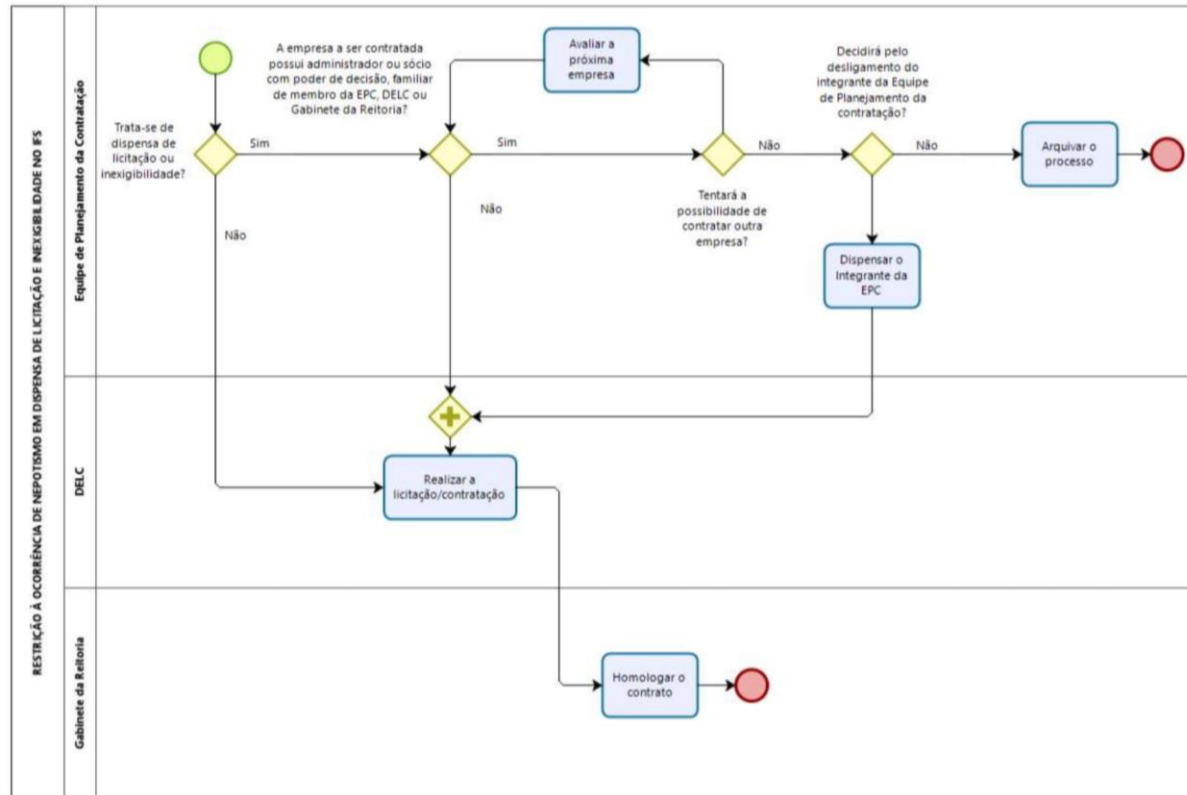 RESTRIÇÃO À OCORRÊNCIA DE NEPOTISMO EM DISPENSA DE LICITAÇÃO E INEXIGIBILIDADE NO IFS
Equipe de Planejamento da Contratação
A empresa a ser contratada
possui administrador ou sócio
com poder de decisão, familiar
de membro da EPC, DELC ou
Gabinete da Reitoria?
Avaliar a
próxima
empresa
Decidirá pelo
desligamento do
integrante da Equipe
de Planejamento da
contratação?
Trata-se de
dispensa de
licitação ou
inexigibilidade?
Sim
Sim
Não
Não
Arquivar o
processo
Tentará a
possibilidade de
contratar outra
empresa?
Não
Não
Dispensar o
Integrante da
EPC
DELC
Realizar a
licitação/contratação
Gabinete da Reitoria
Homologar o
contrato